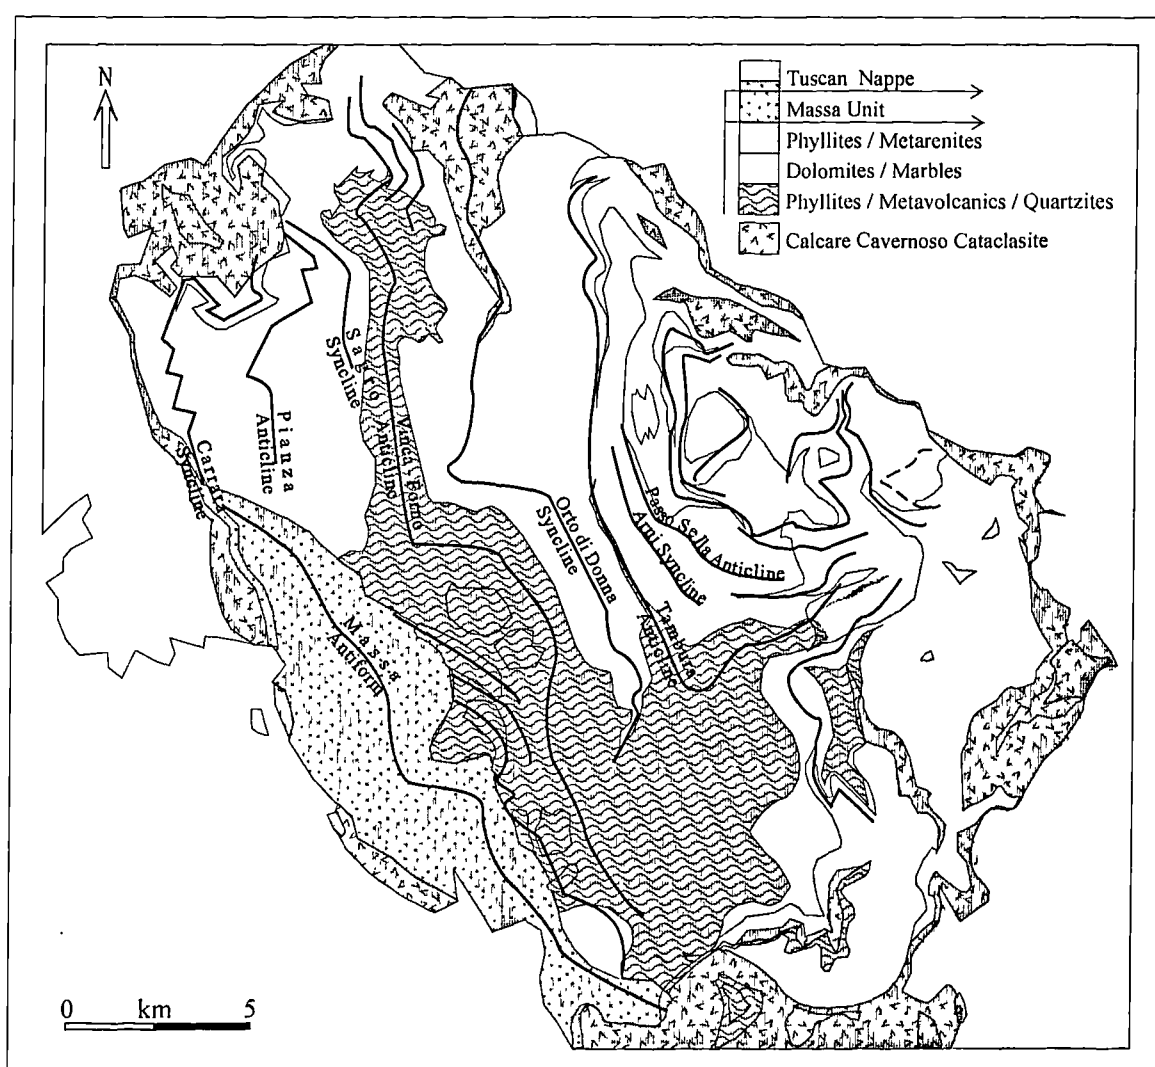 N
Tuscan Nappe
Massa Unit
Phyllites / Metarenites
Dolomites / Marbles
Phyllites / Metavolcanics / Quartzites
Calcare Cavernoso Cataclasite
Carrara
Syncline
Pianza
Anticline
Syncline
Vinca / Forno
Anticline
Orto di Donna
Syncline
Passo Sella Anticline
Arni Syncline
Tambura
Anticline
Massa
Antiform
0 km 5